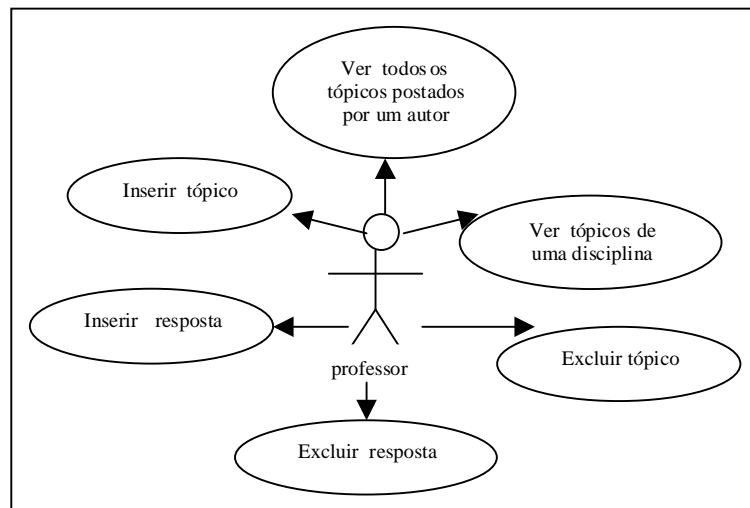 Ver todos os
tópicos postados
por um autor
Inserir tópico
Ver tópicos de
uma disciplina
Inserir resposta
Excluir tópico
professor
Excluir resposta